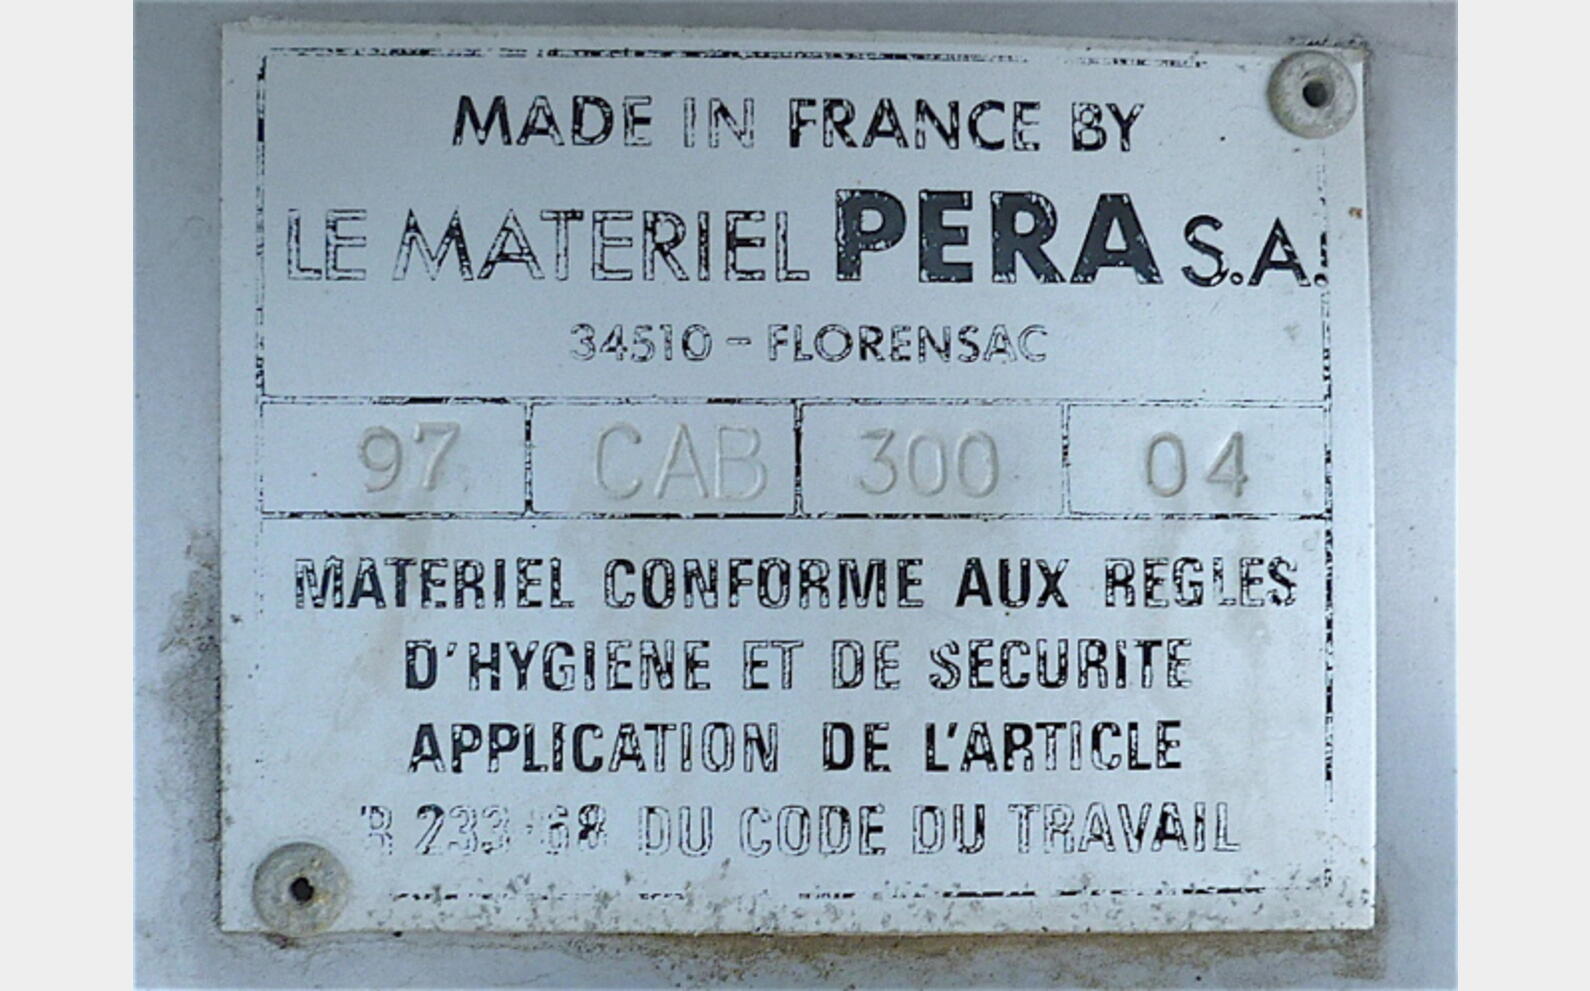 MADE IN FRANCE BY
LE MATERIEL PERA S.A.
34510 - FLORENSAC
97 CAB 300 04
MATERIEL CONFORME AUX REGLES
D'HYGIENE ET DE SECURITE
APPLICATION DE L'ARTICLE
R 233-68 DU CODE DU TRAVAIL